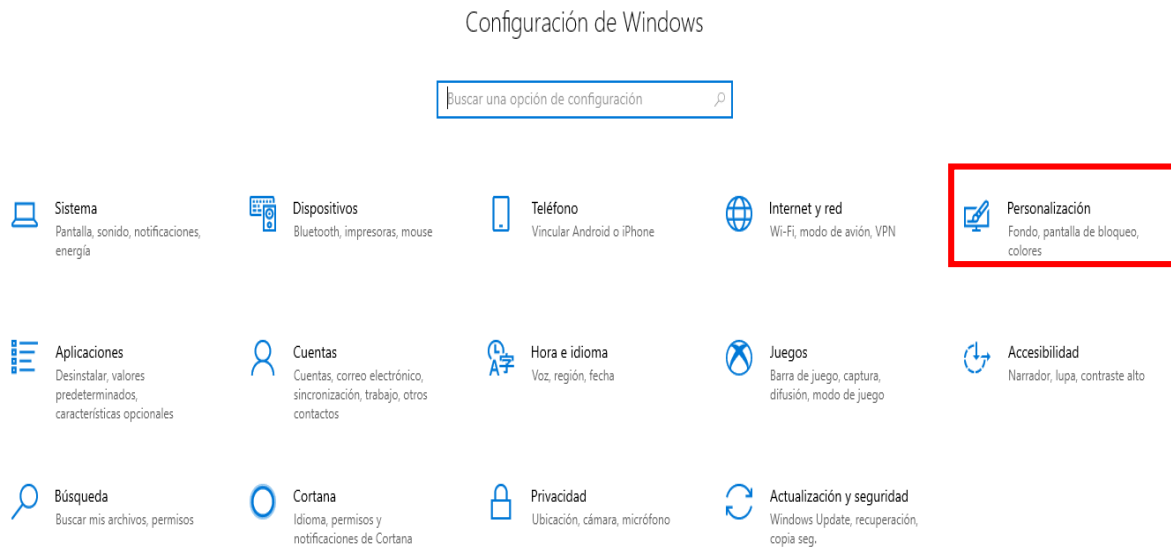 Configuración de Windows
Buscar una opción de configuración
Sistema
Pantalla, sonido, notificaciones,
energía
Dispositivos
Bluetooth, impresoras, mouse
Teléfono
Vincular Android o iPhone
Internet y red
Wi-Fi, modo de avión, VPN
Personalización
Fondo, pantalla de bloqueo,
colores
Aplicaciones
Desinstalar, valores
predeterminados,
características opcionales
Cuentas
Cuentas, correo electrónico,
sincronización, trabajo, otros
contactos
Hora e idioma
Voz, región, fecha
Juegos
Barra de juego, captura,
difusión, modo de juego
Accesibilidad
Narrador, lupa, contraste alto
Búsqueda
Buscar mis archivos, permisos
Cortana
Idioma, permisos y
notificaciones de Cortana
Privacidad
Ubicación, cámara, micrófono
Actualización y seguridad
Windows Update, recuperación,
copia seg.